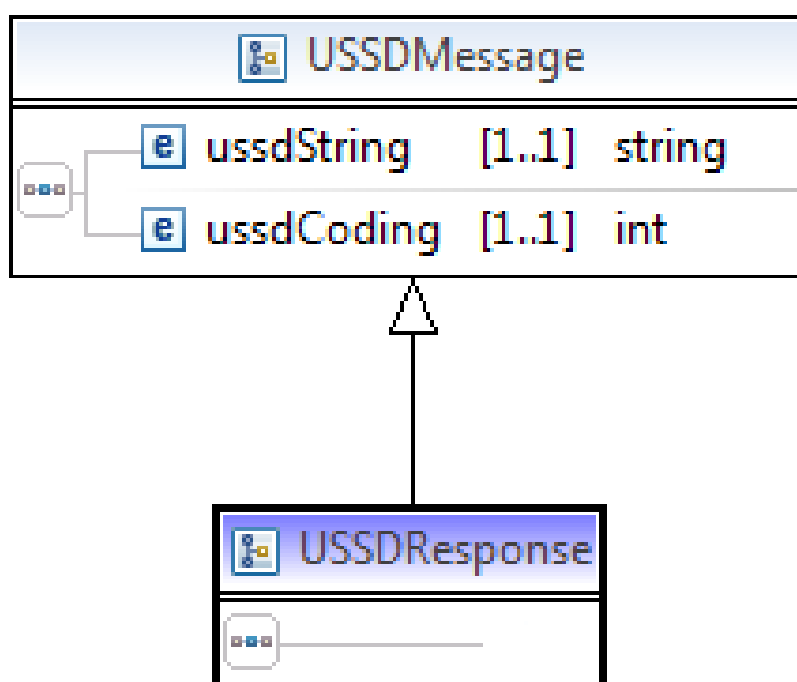 USSDMessage
e ussdString [1..1] string
e ussdCoding [1..1] int
USSDResponse